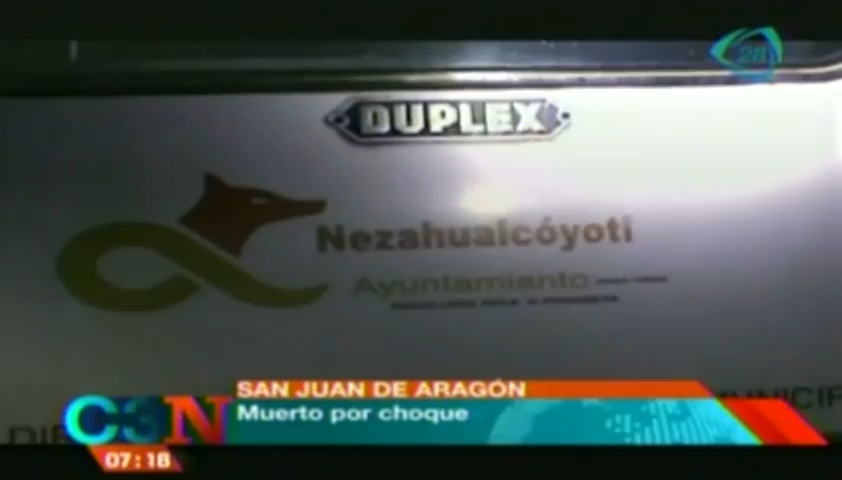 28
DUPLEX
Nezahualcóyotl
Ayuntamiento
SAN JUAN DE ARAGÓN
Muerto por choque
C3N
07:18